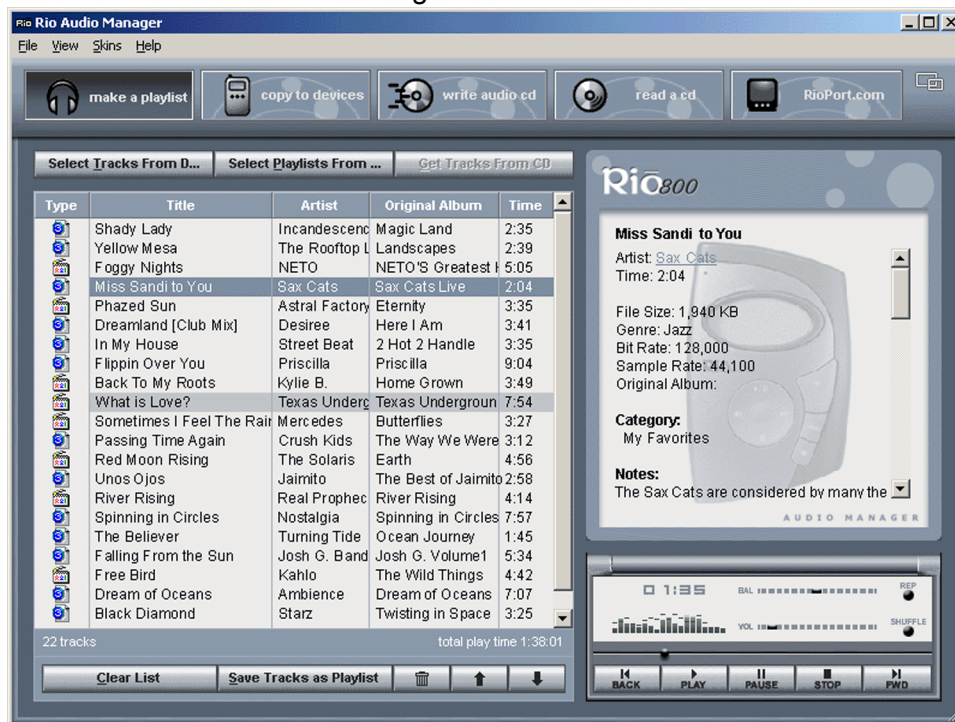 Rio Rio Audio Manager
File View Skins Help
make a playlist copy to devices write audio cd read a cd RioPort.com
Select Tracks From D... Select Playlists From ... Get Tracks From CD
Type Title Artist Original Album Time
Shady Lady Incandescenc Magic Land 2:35
Yellow Mesa The Rooftop L Landscapes 2:39
Foggy Nights NETO NETO'S Greatest H 5:05
Miss Sandi to You Sax Cats Sax Cats Live 2:04
Phazed Sun Astral Factory Eternity 3:35
Dreamland [Club Mix] Desiree Here I Am 3:41
In My House Street Beat 2 Hot 2 Handle 3:35
Flippin Over You Priscilla Priscilla 9:04
Back To My Roots Kylie B. Home Grown 3:49
What is Love? Texas Underg Texas Undergroun 7:54
Sometimes I Feel The Rair Mercedes Butterflies 3:27
Passing Time Again Crush Kids The Way We Were 3:12
Red Moon Rising The Solaris Earth 4:56
Unos Ojos Jaimito The Best of Jaimito 2:58
River Rising Real Prophec River Rising 4:14
Spinning in Circles Nostalgia Spinning in Circles 7:57
The Believer Turning Tide Ocean Journey 1:45
Falling From the Sun Josh G. Band Josh G. Volume1 5:34
Free Bird Kahlo The Wild Things 4:42
Dream of Oceans Ambience Dream of Oceans 7:07
Black Diamond Starz Twisting in Space 3:25
22 tracks total play time 1:38:01
Clear List Save Tracks as Playlist
Rio 800
Miss Sandi to You
Artist: Sax Cats
Time: 2:04
File Size: 1,940 KB
Genre: Jazz
Bit Rate: 128,000
Sample Rate: 44,100
Original Album:
Category:
My Favorites
Notes:
The Sax Cats are considered by many the
AUDIO MANAGER
01:35 BAL REP
VOL SHUFFLE
BACK PLAY PAUSE STOP FWD